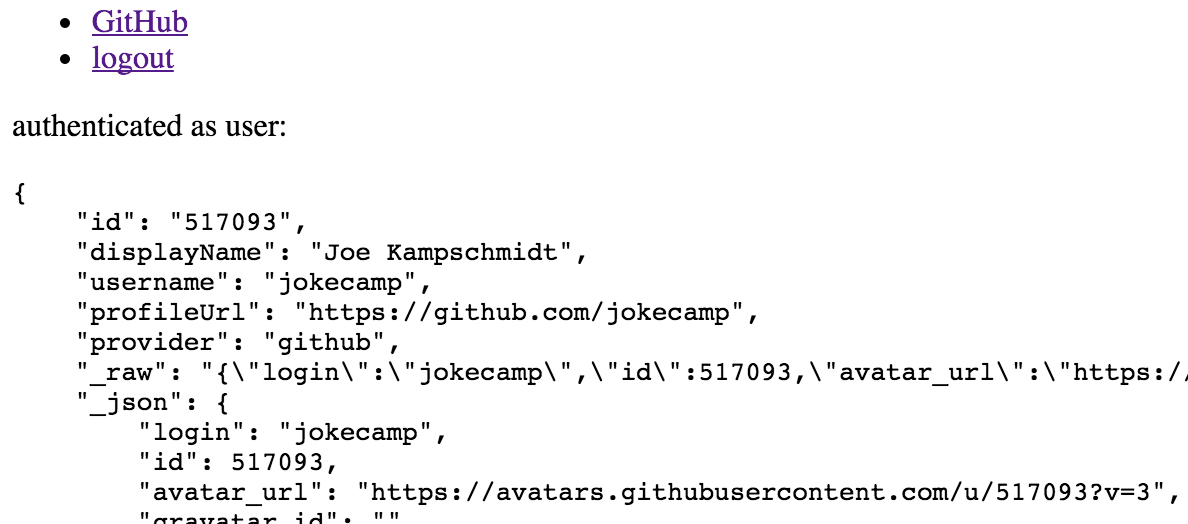 GitHub
logout
authenticated as user:
{
"id": "517093",
"displayName": "Joe Kampschmidt",
"username": "jokecamp",
"profileUrl": "https://github.com/jokecamp",
"provider": "github",
"_raw": "{\"login\":\"jokecamp\",\"id\":517093,\"avatar_url\":\"https:/⁠/
"_json": {
"login": "jokecamp",
"id": 517093,
"avatar_url": "https://avatars.githubusercontent.com/u/517093?v=3",
"gravatar_id": ""